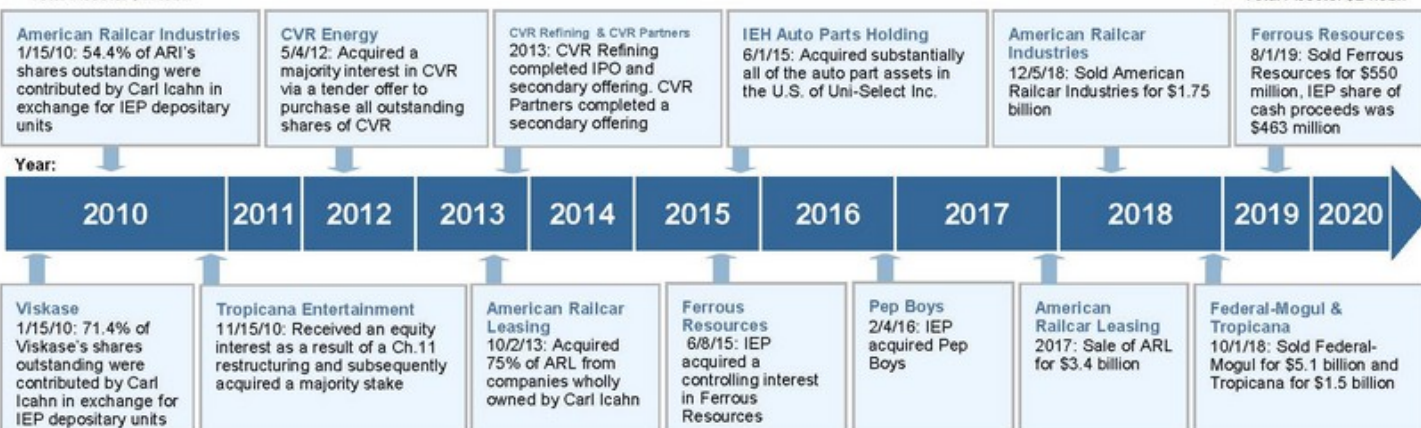 American Railcar Industries
1/15/10: 54.4% of ARI's
shares outstanding were
contributed by Carl Icahn in
exchange for IEP depositary
units
CVR Energy
5/4/12: Acquired a
majority interest in CVR
via a tender offer to
purchase all outstanding
shares of CVR
CVR Refining & CVR Partners
2013: CVR Refining
completed IPO and
secondary offering. CVR
Partners completed a
secondary offering
IEH Auto Parts Holding
6/1/15: Acquired substantially
all of the auto part assets in
the U.S. of Uni-Select Inc.
American Railcar
Industries
12/5/18: Sold American
Railcar Industries for $1.75
billion
Ferrous Resources
8/1/19: Sold Ferrous
Resources for $550
million, IEP share of
cash proceeds was
$463 million
Year:
2010 2011 2012 2013 2014 2015 2016 2017 2018 2019 2020
Viskase
1/15/10: 71.4% of
Viskase's shares
outstanding were
contributed by Carl
Icahn in exchange for
IEP depositary units
Tropicana Entertainment
11/15/10: Received an equity
interest as a result of a Ch.11
restructuring and subsequently
acquired a majority stake
American Railcar
Leasing
10/2/13: Acquired
75% of ARL from
companies wholly
owned by Carl Icahn
Ferrous
Resources
6/8/15: IEP
acquired a
controlling interest
in Ferrous
Resources
Pep Boys
2/4/16: IEP
acquired Pep
Boys
American
Railcar Leasing
2017: Sale of ARL
for $3.4 billion
Federal-Mogul &
Tropicana
10/1/18: Sold Federal-
Mogul for $5.1 billion and
Tropicana for $1.5 billion